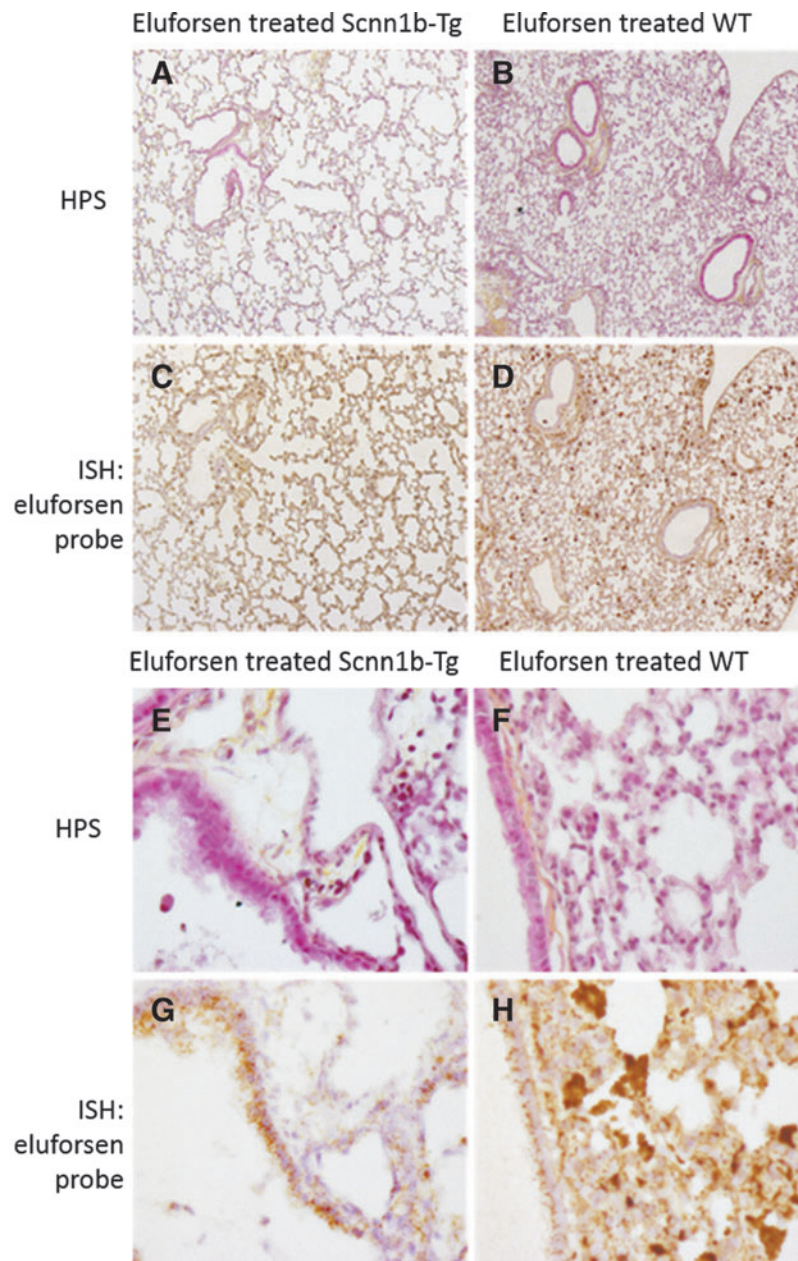 Eluforsen treated Scnn1b-Tg Eluforsen treated WT
HPS
A
B
ISH:
eluforsen
probe
C
D
Eluforsen treated Scnn1b-Tg Eluforsen treated WT
HPS
E
F
ISH:
eluforsen
probe
G
H